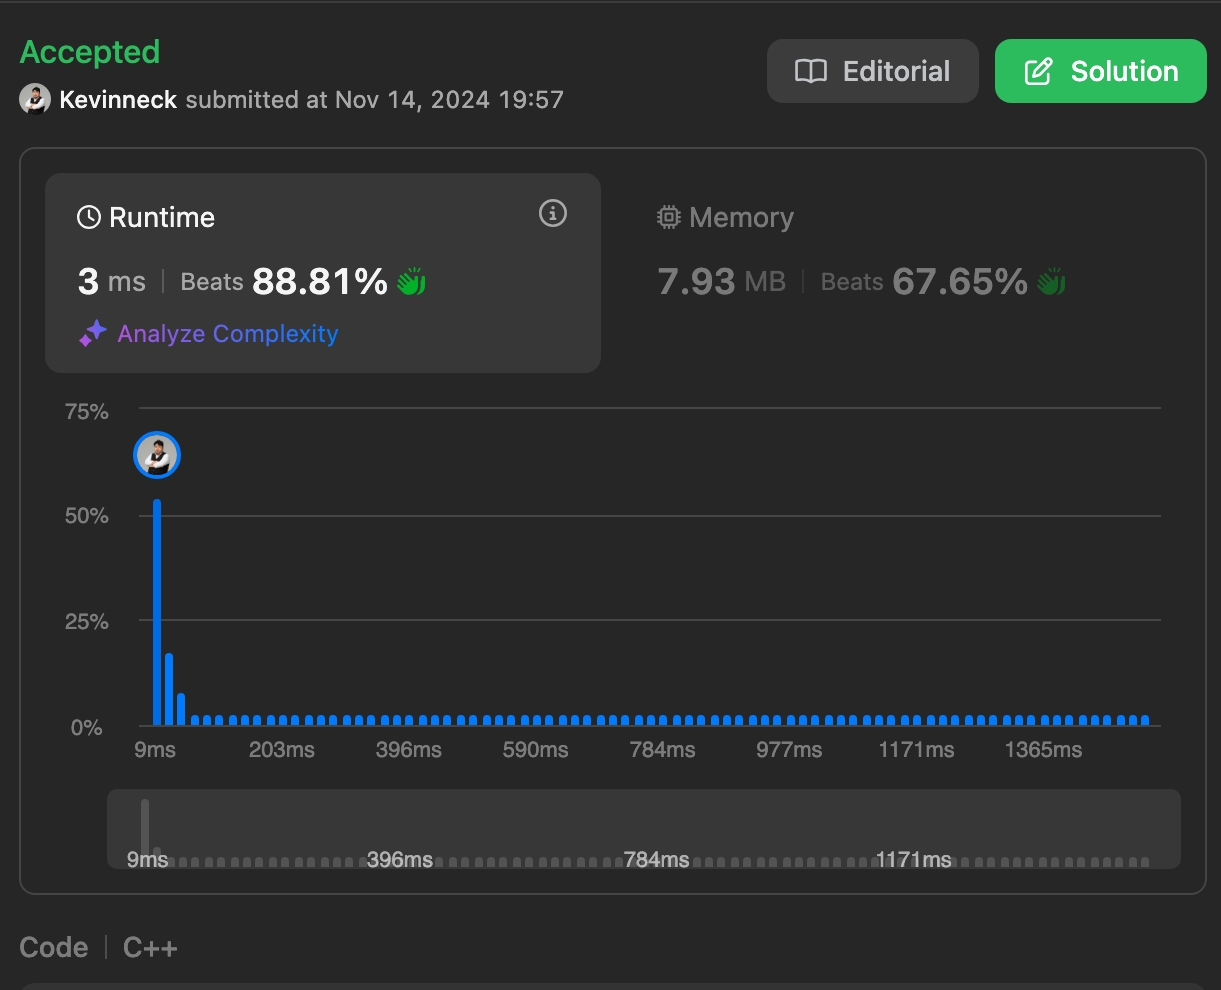 Accepted
Editorial
Solution
Kevinneck submitted at Nov 14, 2024 19:57
Runtime
3 ms | Beats 88.81%
Analyze Complexity
Memory
7.93 MB | Beats 67.65%
75%
50%
25%
0%
9ms 203ms 396ms 590ms 784ms 977ms 1171ms 1365ms
9ms 396ms 784ms 1171ms
Code | C++